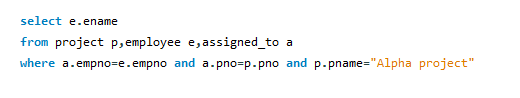 select e.ename
from project p,employee e,assigned_to a
where a.empno=e.empno and a.pno=p.pno and p.pname="Alpha project"